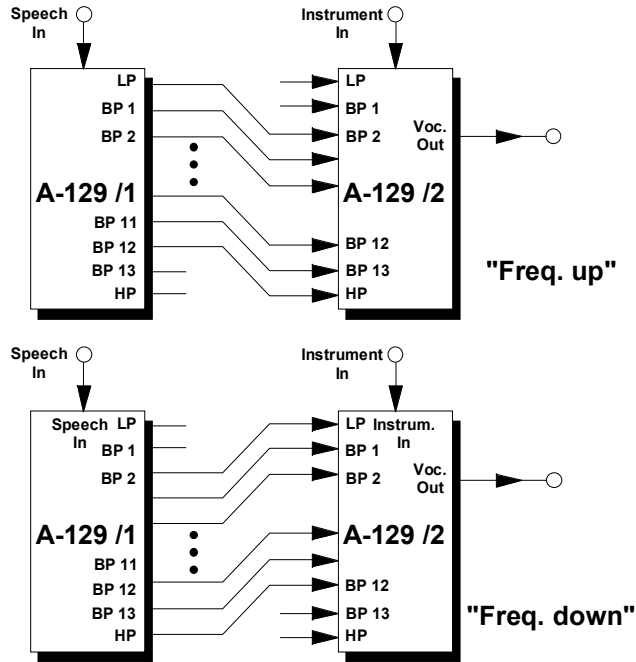 Speech
In
Instrument
In
LP
BP 1
BP 2
A-129 /1
BP 11
BP 12
BP 13
HP
LP
BP 1
BP 2
Voc.
Out
A-129 /2
BP 12
BP 13
HP
"Freq. up"
Speech
In
Instrument
In
Speech
In
LP
BP 1
BP 2
A-129 /1
BP 11
BP 12
BP 13
HP
LP
Instrum.
In
BP 1
BP 2
Voc.
Out
A-129 /2
BP 12
BP 13
HP
"Freq. down"